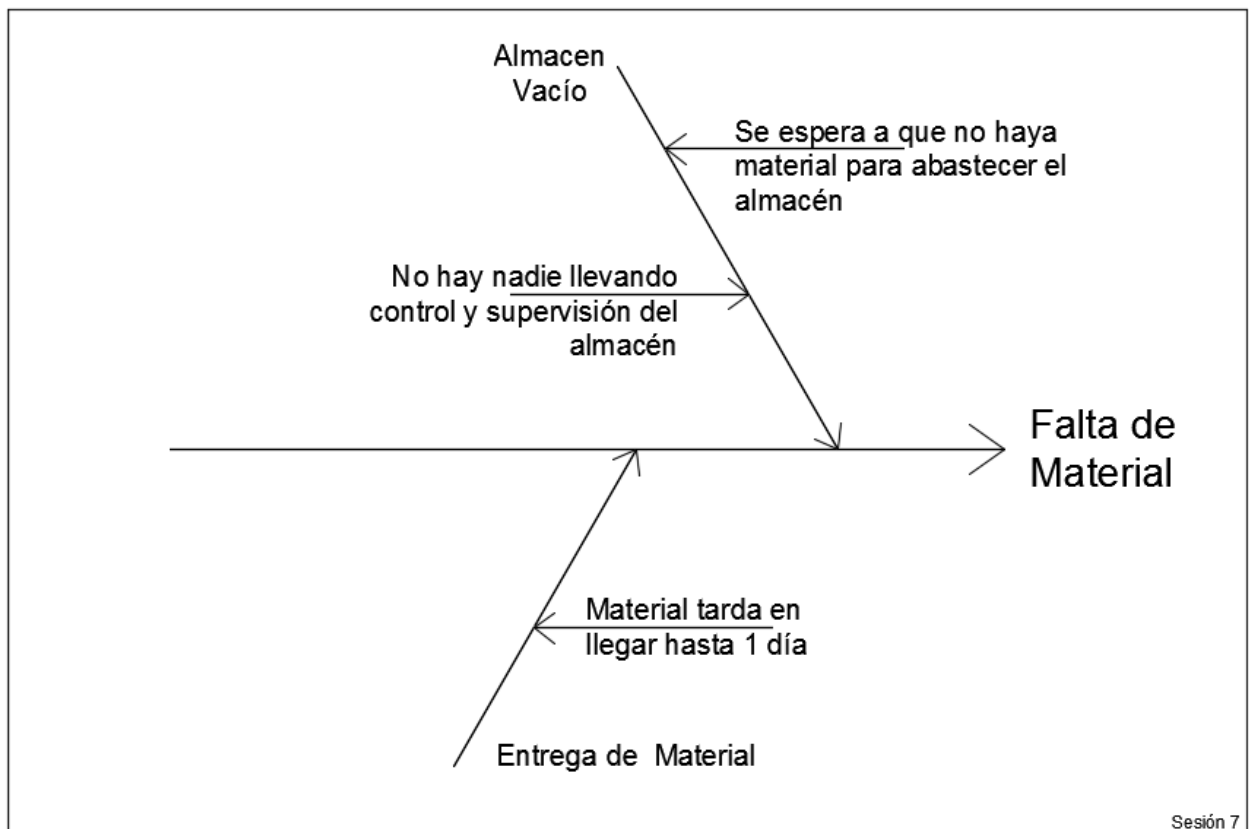 Almacen
Vacío
Se espera a que no haya
material para abastecer el
almacén
No hay nadie llevando
control y supervisión del
almacén
Falta de
Material
Material tarda en
llegar hasta 1 día
Entrega de  Material
Sesión 7